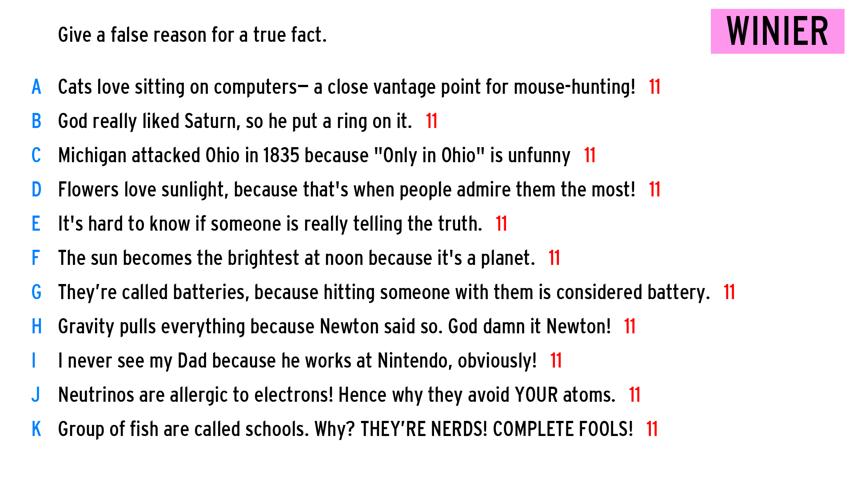 Give a false reason for a true fact.
WINIER
A Cats love sitting on computers– a close vantage point for mouse-hunting! 11
B God really liked Saturn, so he put a ring on it. 11
C Michigan attacked Ohio in 1835 because "Only in Ohio" is unfunny 11
D Flowers love sunlight, because that's when people admire them the most! 11
E It's hard to know if someone is really telling the truth. 11
F The sun becomes the brightest at noon because it's a planet. 11
G They’re called batteries, because hitting someone with them is considered battery. 11
H Gravity pulls everything because Newton said so. God damn it Newton! 11
I I never see my Dad because he works at Nintendo, obviously! 11
J Neutrinos are allergic to electrons! Hence why they avoid YOUR atoms. 11
K Group of fish are called schools. Why? THEY’RE NERDS! COMPLETE FOOLS! 11